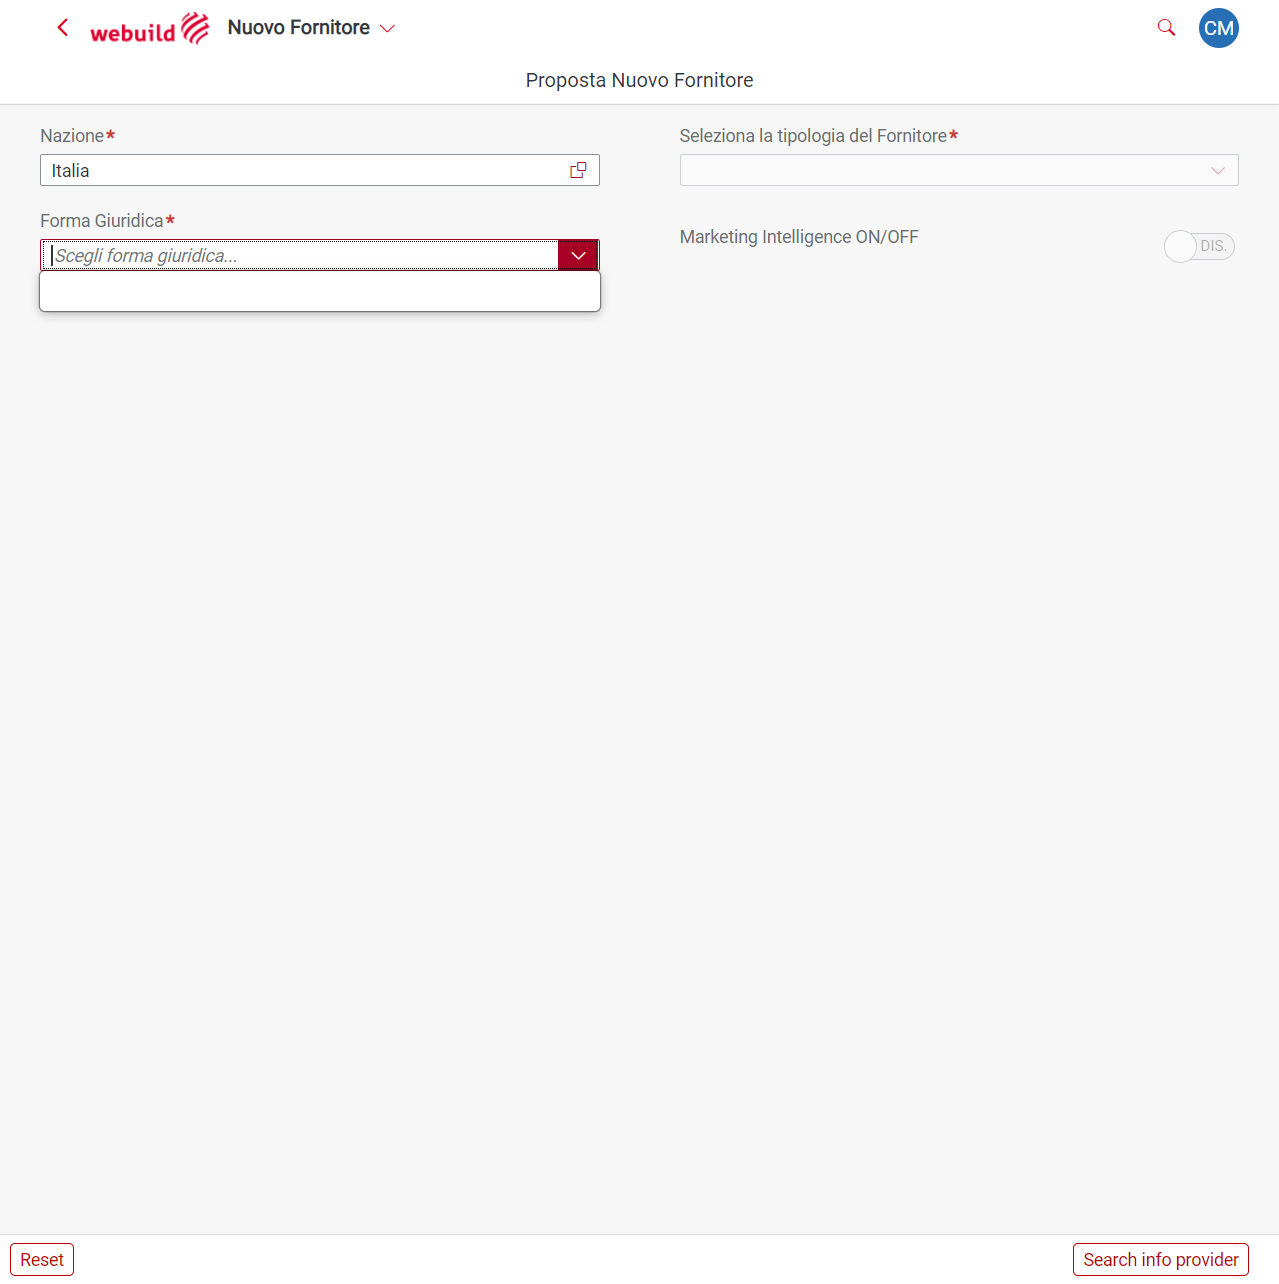 webuild
Nuovo Fornitore
CM
Proposta Nuovo Fornitore
Nazione*
Italia
Seleziona la tipologia del Fornitore*
Forma Giuridica*
Scegli forma giuridica...
Marketing Intelligence ON/OFF
DIS.
Reset
Search info provider